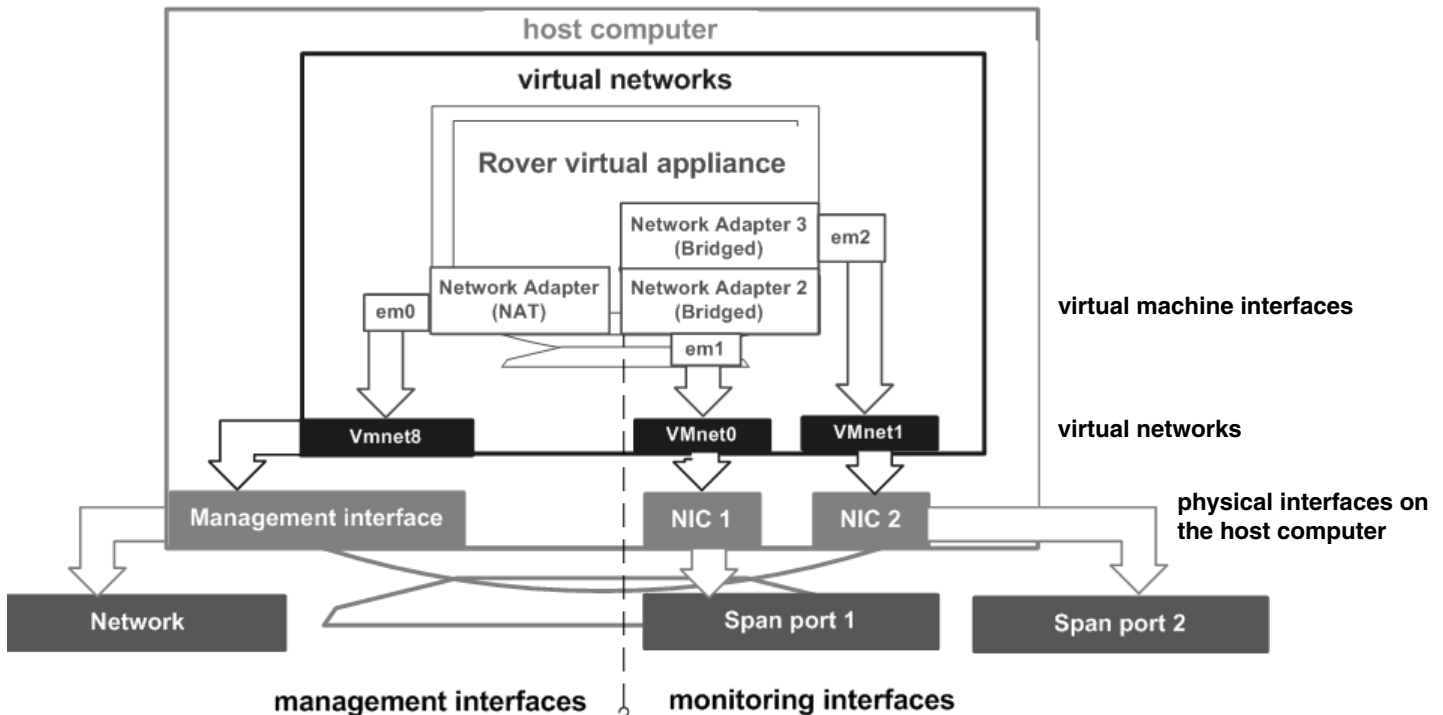 host computer
virtual networks
Rover virtual appliance
Network Adapter 3
(Bridged)
em2
Network Adapter
(NAT)
em0
Network Adapter 2
(Bridged)
em1
virtual machine interfaces
Vmnet8
VMnet0
VMnet1
virtual networks
Management interface
NIC 1
NIC 2
physical interfaces on
the host computer
Network
Span port 1
Span port 2
management interfaces
monitoring interfaces